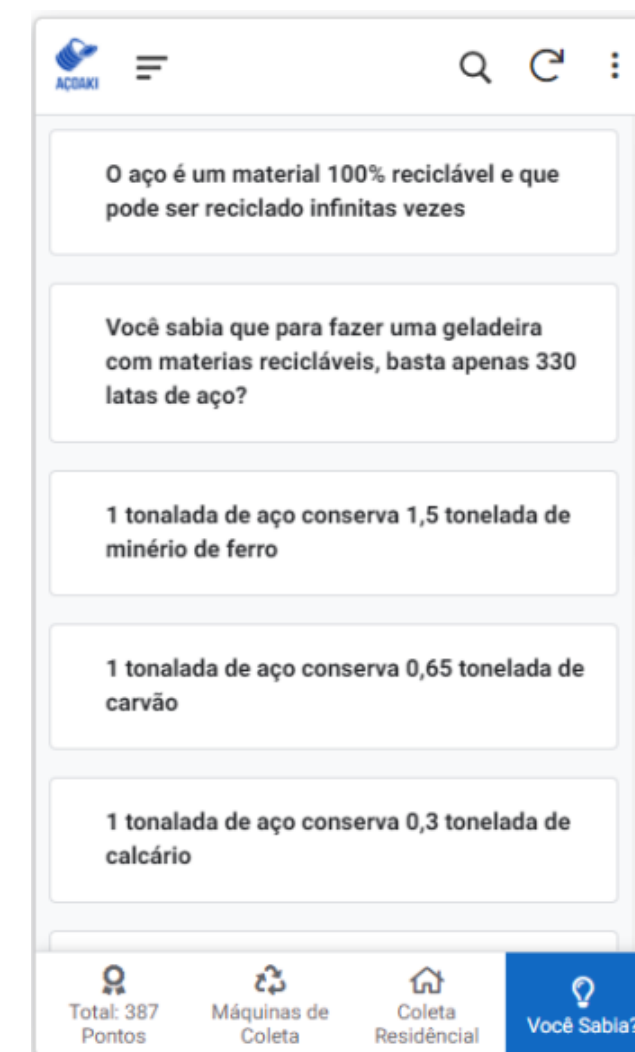 AÇOAKI
O aço é um material 100% reciclável e que
pode ser reciclado infinitas vezes
Você sabia que para fazer uma geladeira
com materias recicláveis, basta apenas 330
latas de aço?
1 tonalada de aço conserva 1,5 tonelada de
minério de ferro
1 tonalada de aço conserva 0,65 tonelada de
carvão
1 tonalada de aço conserva 0,3 tonelada de
calcário
Total: 387
Pontos
Máquinas de
Coleta
Coleta
Residêncial
Você Sabia?